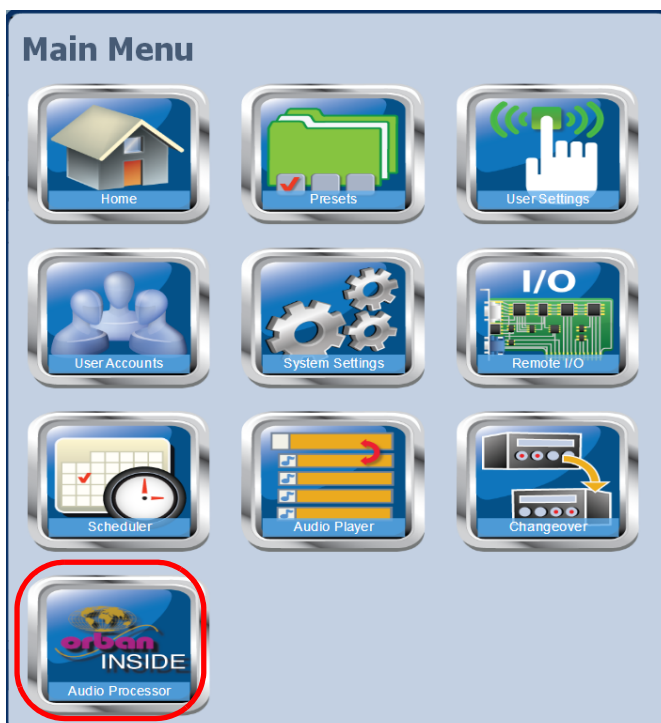 Main Menu
Home
Presets
User Settings
User Accounts
System Settings
I/O
Remote I/O
Scheduler
Audio Player
Changeover
orban
INSIDE
Audio Processor